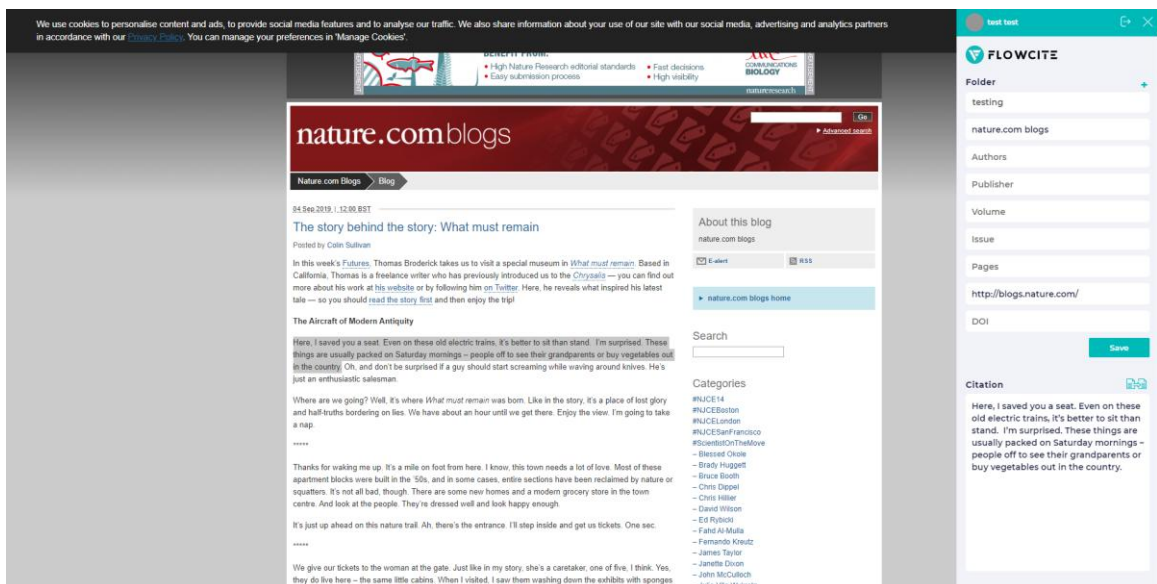 We use cookies to personalise content and ads, to provide social media features and to analyse our traffic. We also share information about your use of our site with our social media, advertising and analytics partners
in accordance with our Privacy Policy. You can manage your preferences in 'Manage Cookies'.
BENEFIT FROM:
• High Nature Research editorial standards
• Easy submission process
• Fast decisions
• High visibility
COMMUNICATIONS
BIOLOGY
natureresearch
nature.comblogs
Go
▶ Advanced search
Nature.com Blogs
Blog
04 Sep 2019 | 12:00 BST
The story behind the story: What must remain
Posted by Colin Sullivan
In this week's Futures, Thomas Broderick takes us to visit a special museum in What must remain. Based in
California, Thomas is a freelance writer who has previously introduced us to the Chrysalis — you can find out
more about his work at his website or by following him on Twitter. Here, he reveals what inspired his latest
tale — so you should read the story first and then enjoy the trip!
The Aircraft of Modern Antiquity
Here, I saved you a seat. Even on these old electric trains, it's better to sit than stand. I'm surprised. These
things are usually packed on Saturday mornings – people off to see their grandparents or buy vegetables out
in the country. Oh, and don't be surprised if a guy should start screaming while waving around knives. He's
just an enthusiastic salesman.
Where are we going? Well, it's where What must remain was born. Like in the story, it's a place of lost glory
and half-truths bordering on lies. We have about an hour until we get there. Enjoy the view. I'm going to take
a nap.
*****
Thanks for waking me up. It's a mile on foot from here. I know, this town needs a lot of love. Most of these
apartment blocks were built in the '50s, and in some cases, entire sections have been reclaimed by nature or
squatters. It's not all bad, though. There are some new homes and a modern grocery store in the town
centre. And look at the people. They're dressed well and look happy enough.
It's just up ahead on this nature trail. Ah, there's the entrance. I'll step inside and get us tickets. One sec.
*****
We give our tickets to the woman at the gate. Just like in my story, she's a caretaker, one of five, I think. Yes,
they do live here – the same little cabins. When I visited, I saw them washing down the exhibits with sponges
About this blog
nature.com blogs
E-alert
RSS
▶ nature.com blogs home
Search
Categories
#NJCE14
#NJCEBoston
#NJCELondon
#NJCESanFrancisco
#ScientistOnTheMove
– Blessed Okole
– Brady Huggett
– Bruce Booth
– Chris Dippel
– Chris Hillier
– David Wilson
– Ed Rybicki
– Fahd Al-Mulla
– Fernando Kreutz
– James Taylor
– Janette Dixon
– John McCulloch
test test
FLOWCITE
Folder
+
testing
nature.com blogs
Authors
Publisher
Volume
Issue
Pages
http://blogs.nature.com/
DOI
Save
Citation
Here, I saved you a seat. Even on these
old electric trains, it's better to sit than
stand. I'm surprised. These things are
usually packed on Saturday mornings –
people off to see their grandparents or
buy vegetables out in the country.